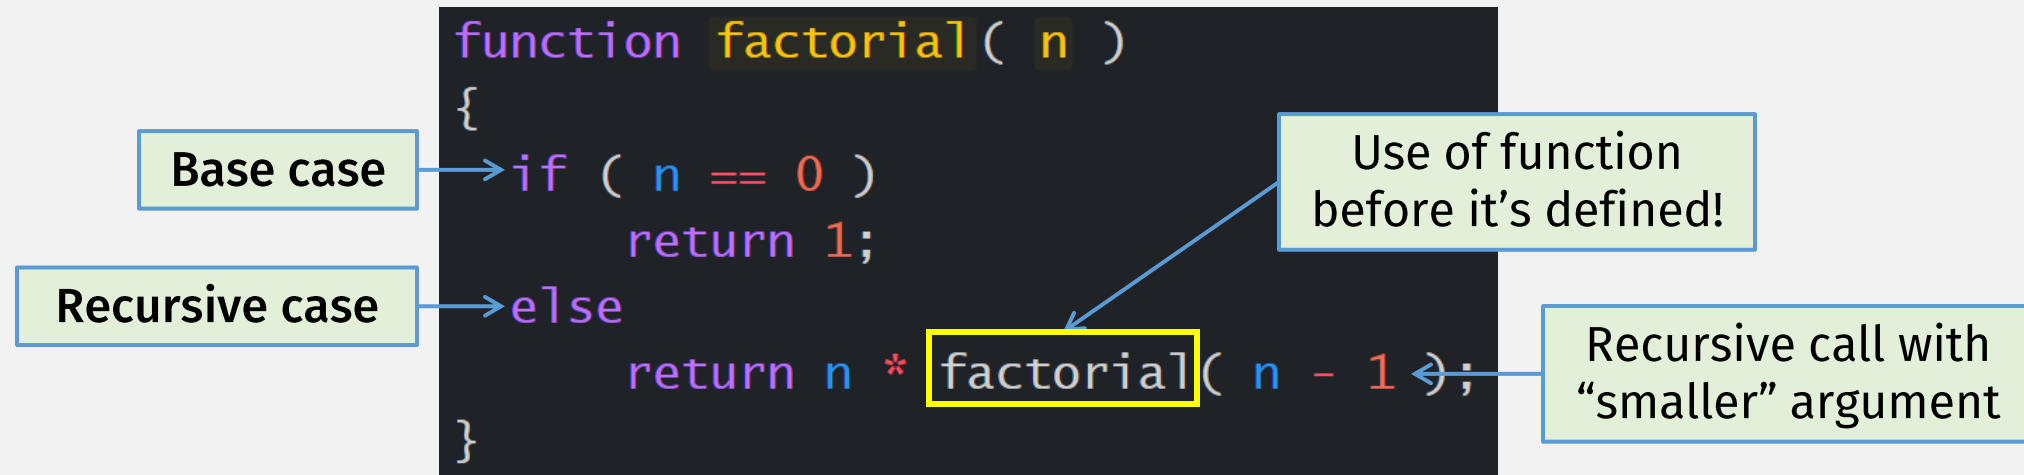 function factorial( n )
{
Base case
if ( n == 0 )
return 1;
Use of function
before it’s defined!
Recursive case
else
return n * factorial( n - 1 );
Recursive call with
“smaller” argument
}